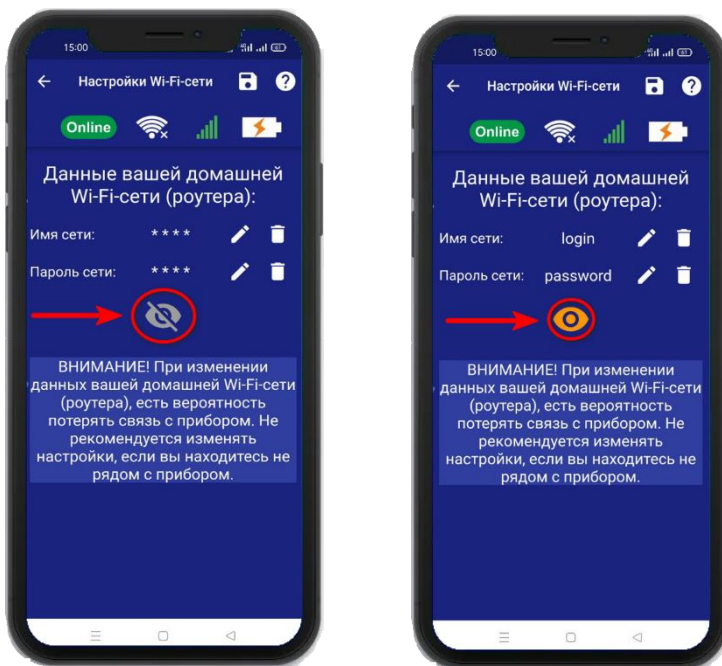 15:00
Настройки Wi-Fi-сети
Online
Данные вашей домашней
Wi-Fi-сети (роутера):
Имя сети: ****
Пароль сети: ****
ВНИМАНИЕ! При изменении
данных вашей домашней Wi-Fi-сети
(роутера), есть вероятность
потерять связь с прибором. Не
рекомендуется изменять
настройки, если вы находитесь не
рядом с прибором.
15:00
Настройки Wi-Fi-сети
Online
Данные вашей домашней
Wi-Fi-сети (роутера):
Имя сети: login
Пароль сети: password
ВНИМАНИЕ! При изменении
данных вашей домашней Wi-Fi-сети
(роутера), есть вероятность
потерять связь с прибором. Не
рекомендуется изменять
настройки, если вы находитесь не
рядом с прибором.